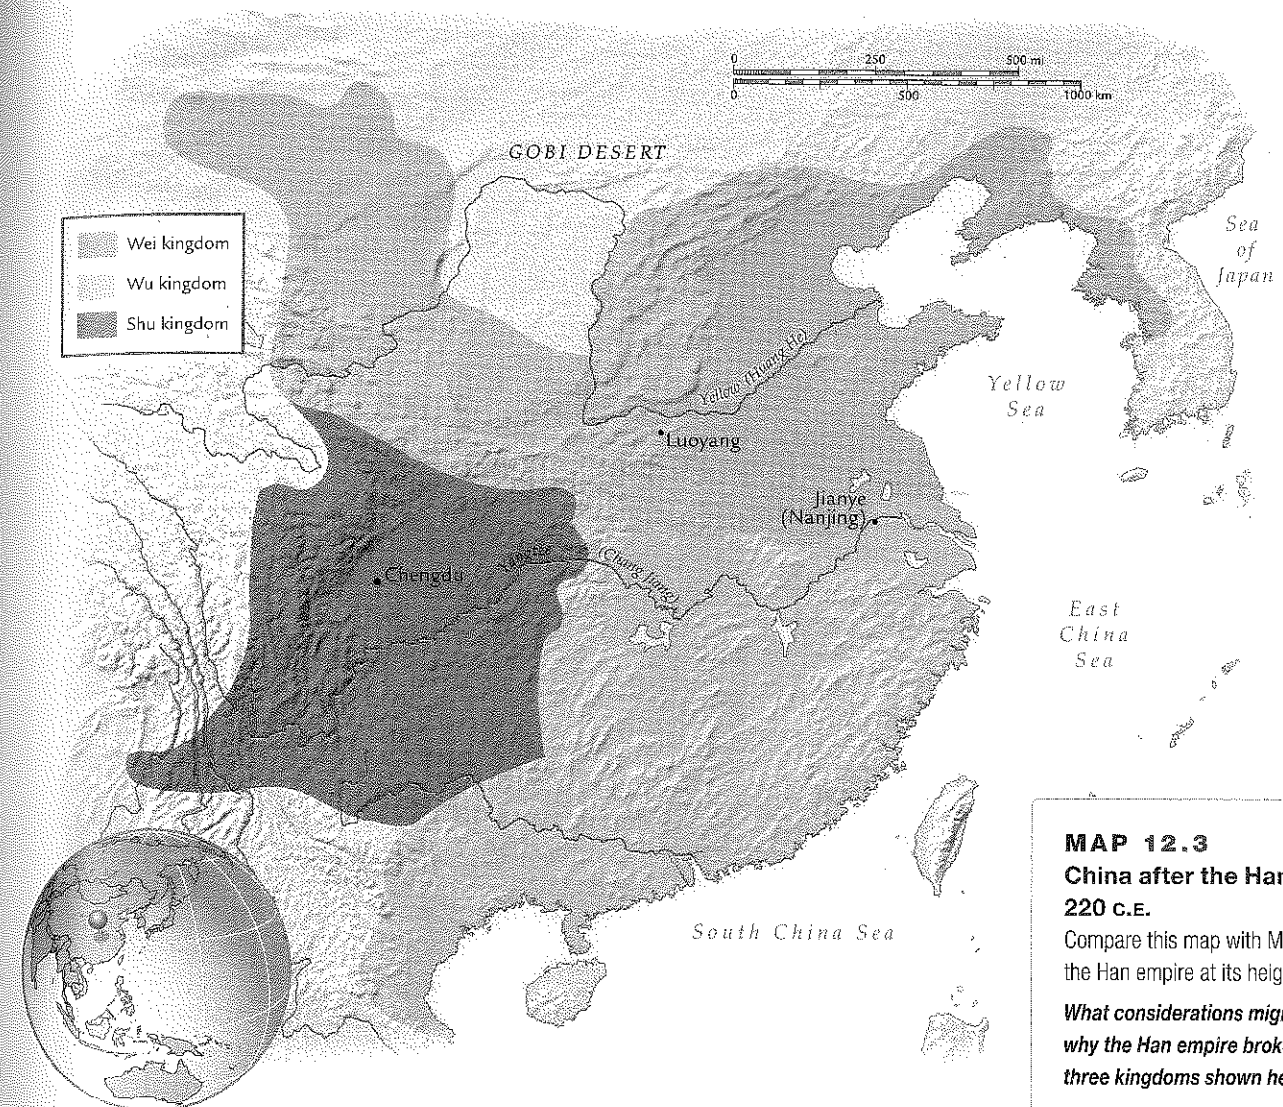 0 250 500 mi
0 500 1000 km
GOBI DESERT
Wei kingdom
Wu kingdom
Shu kingdom
Sea
of
Japan
Yellow (Huang He)
Yellow
Sea
Luoyang
Jianye
(Nanjing)
Chengdu
Yangtze
(Chang Jiang)
East
China
Sea
South China Sea
MAP 12.3
China after the Han
220 C.E.
Compare this map with M
the Han empire at its heig
What considerations mig
why the Han empire brok
three kingdoms shown he